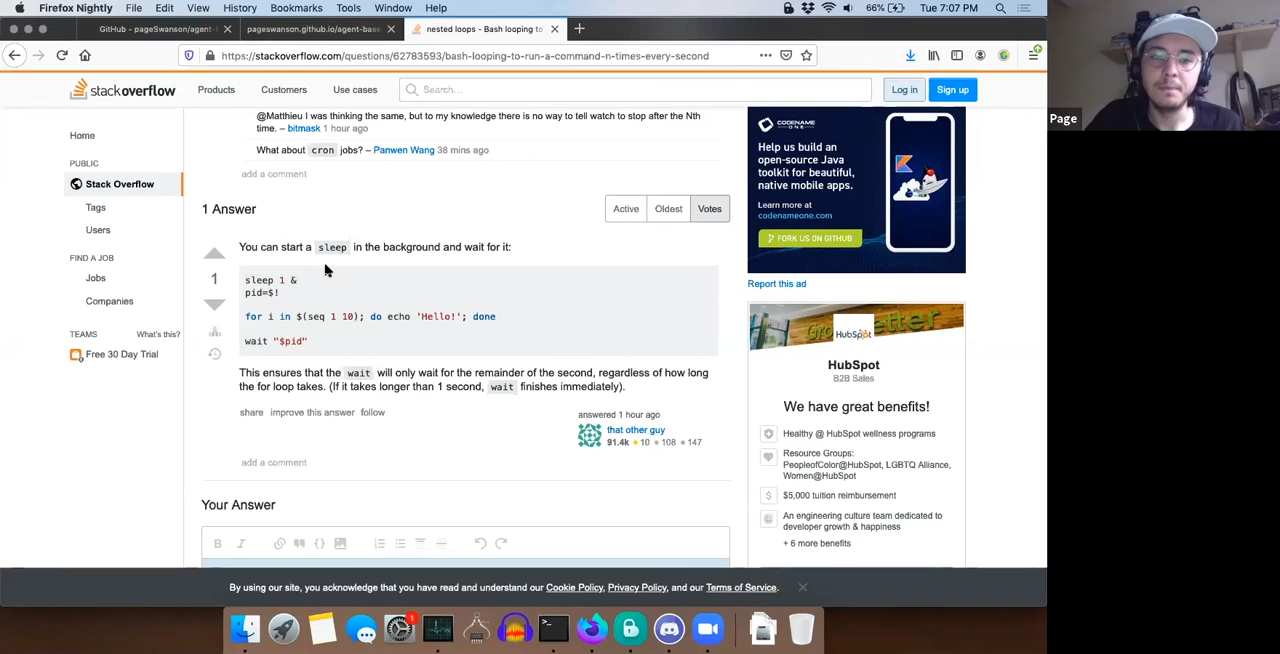 Firefox Nightly File Edit View History Bookmarks Tools Window Help 66% Tue 7:07 PM
GitHub - pageSwanson/agent- pageswanson.github.io/agent-base nested loops - Bash looping to
https://stackoverflow.com/questions/62783593/bash-looping-to-run-a-command-n-times-every-second
stackoverflow Products Customers Use cases Search... Log in Sign up
Page
Home
PUBLIC
Stack Overflow
Tags
Users
FIND A JOB
Jobs
Companies
TEAMS What's this?
Free 30 Day Trial
@Matthieu I was thinking the same, but to my knowledge there is no way to tell watch to stop after the Nth
time. – bitmask 1 hour ago
What about cron jobs? – Panwen Wang 38 mins ago
add a comment
1 Answer
Active Oldest Votes
1
You can start a sleep in the background and wait for it:
sleep 1 &
pid=$!
for i in $(seq 1 10); do echo 'Hello!'; done
wait "$pid"
This ensures that the wait will only wait for the remainder of the second, regardless of how long
the for loop takes. (If it takes longer than 1 second, wait finishes immediately).
share improve this answer follow
answered 1 hour ago
that other guy
91.4k 10 108 147
add a comment
Your Answer
B I
CODENAME
ONE
Help us build an
open-source Java
toolkit for beautiful,
native mobile apps.
Learn more at
codenameone.com
FORK US ON GITHUB
Report this ad
HubSpot
HubSpot
B2B Sales
We have great benefits!
Healthy @ HubSpot wellness programs
Resource Groups:
PeopleofColor@HubSpot, LGBTQ Alliance,
Women@HubSpot
$5,000 tuition reimbursement
An engineering culture team dedicated to
developer growth & happiness
+ 6 more benefits
By using our site, you acknowledge that you have read and understand our Cookie Policy, Privacy Policy, and our Terms of Service.
1